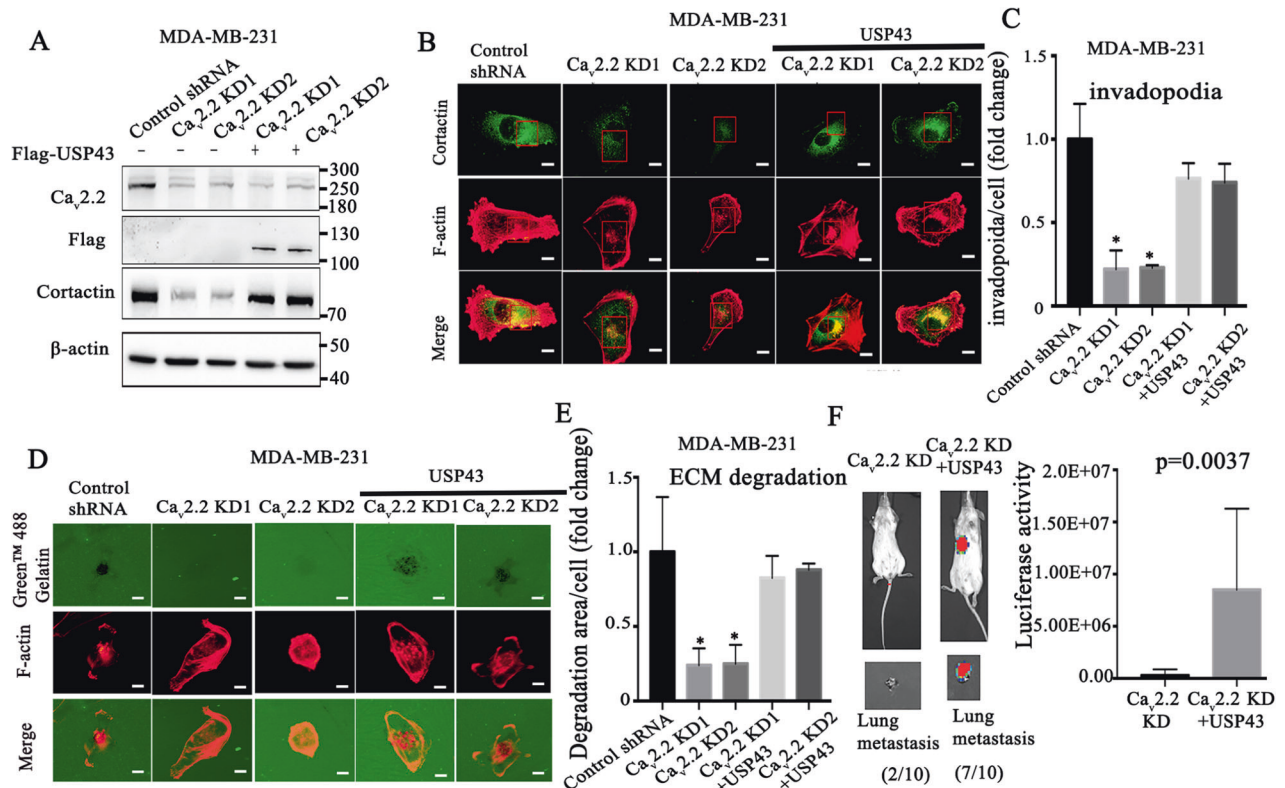 A
MDA-MB-231
Control shRNA
Cav2.2 KD1
Cav2.2 KD2
Cav2.2 KD1
Cav2.2 KD2
Flag-USP43
- - - + +
Cav2.2
300
250
180
Flag
130
100
Cortactin
70
β-actin
50
40
B
MDA-MB-231
USP43
Control
shRNA
Cav2.2 KD1
Cav2.2 KD2
Cav2.2 KD1
Cav2.2 KD2
Cortactin
F-actin
Merge
C
MDA-MB-231
invadopodia
invadopoida/cell (fold change)
1.5
1.0
0.5
0
* *
Control shRNA
Cav2.2 KD1
Cav2.2 KD2
Cav2.2 KD1
+USP43
Cav2.2 KD2
+USP43
D
MDA-MB-231
USP43
Control
shRNA
Cav2.2 KD1
Cav2.2 KD2
Cav2.2 KD1
Cav2.2 KD2
Green™ 488
Gelatin
F-actin
Merge
E
MDA-MB-231
ECM degradation
Degradation area/cell (fold change)
1.5
1.0
0.5
0
* *
Control shRNA
Cav2.2 KD1
Cav2.2 KD2
Cav2.2 KD1
+USP43
Cav2.2 KD2
+USP43
F
Cav2.2 KD
Cav2.2 KD
+USP43
Lung
metastasis
(2/10)
Lung
metastasis
(7/10)
p=0.0037
Luciferase activity
2.0E+07
1.50E+07
1.00E+07
5.00E+06
0.00
Cav2.2
KD
Cav2.2 KD
+USP43